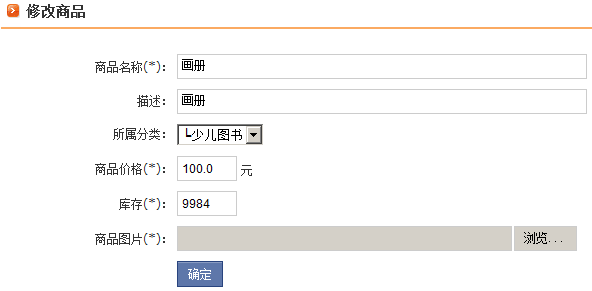 修改商品
商品名称(*): 画册
描述: 画册
所属分类: ┗少儿图书
商品价格(*): 100.0 元
库存(*): 9984
商品图片(*): 浏览...
确定